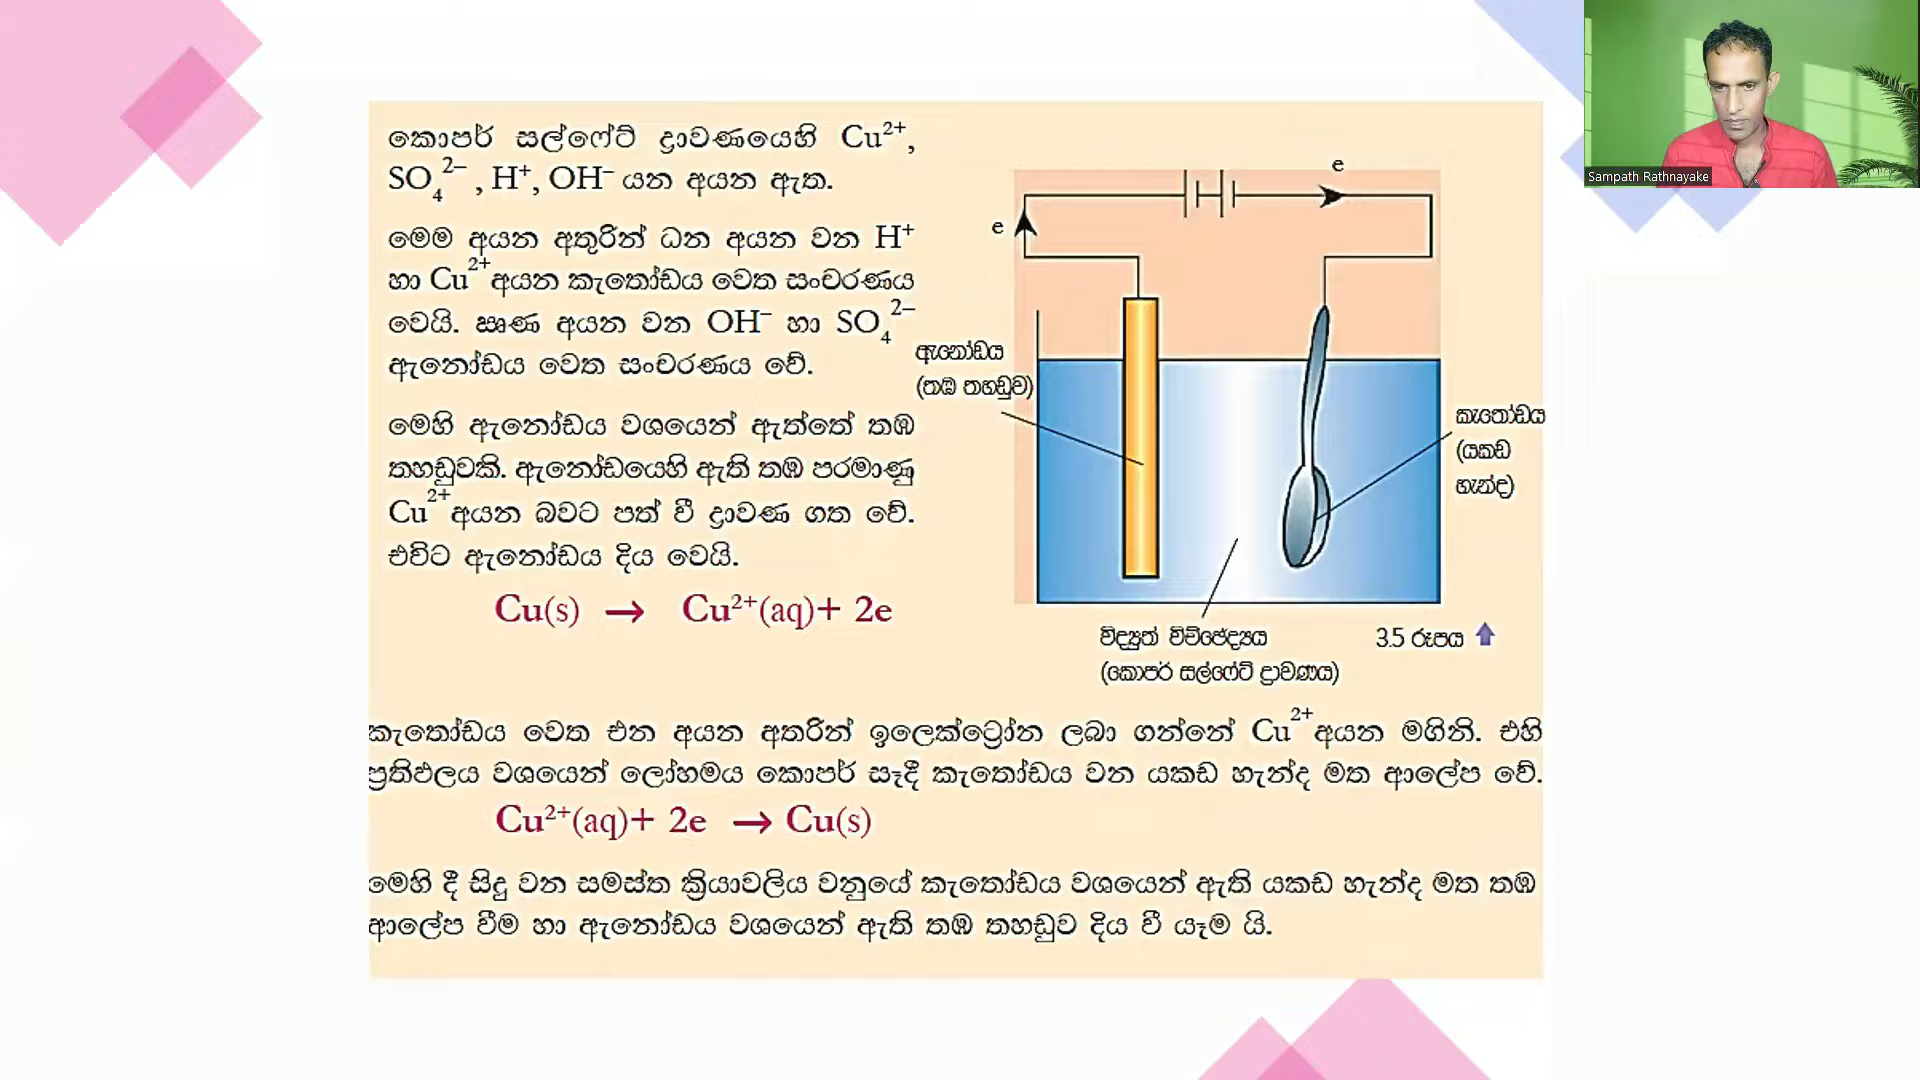 කොපර් සල්ෆේට් ද්‍රාවණයෙහි Cu²⁺,
SO₄²⁻ , H⁺, OH⁻ යන අයන ඇත.
මෙම අයන අතුරින් ධන අයන වන H⁺
හා Cu²⁺ අයන කැතෝඩය වෙත සංචරණය
වෙයි. ඍණ අයන වන OH⁻ හා SO₄²⁻
ඇනෝඩය වෙත සංචරණය වේ.
මෙහි ඇනෝඩය වශයෙන් ඇත්තේ තඹ
තහඩුවකි. ඇනෝඩයෙහි ඇති තඹ පරමාණු
Cu²⁺ අයන බවට පත් වී ද්‍රාවණ ගත වේ.
එවිට ඇනෝඩය දිය වෙයි.
Cu(s) → Cu²⁺(aq)+ 2e
e
e
ඇනෝඩය
(තඹ තහඩුව)
කැතෝඩය
(යකඩ
හැන්ද)
විද්‍යුත් විච්ඡේද්‍යය
(කොපර් සල්ෆේට් ද්‍රාවණය)
3.5 රූපය
කැතෝඩය වෙත එන අයන අතරින් ඉලෙක්ට්‍රෝන ලබා ගන්නේ Cu²⁺ අයන මගිනි. එහි
ප්‍රතිඵලය වශයෙන් ලෝහමය කොපර් සෑදී කැතෝඩය වන යකඩ හැන්ද මත ආලේප වේ.
Cu²⁺(aq)+ 2e → Cu(s)
මෙහි දී සිදු වන සමස්ත ක්‍රියාවලිය වනුයේ කැතෝඩය වශයෙන් ඇති යකඩ හැන්ද මත තඹ
ආලේප වීම හා ඇනෝඩය වශයෙන් ඇති තඹ තහඩුව දිය වී යෑම යි.
Sampath Rathnayake